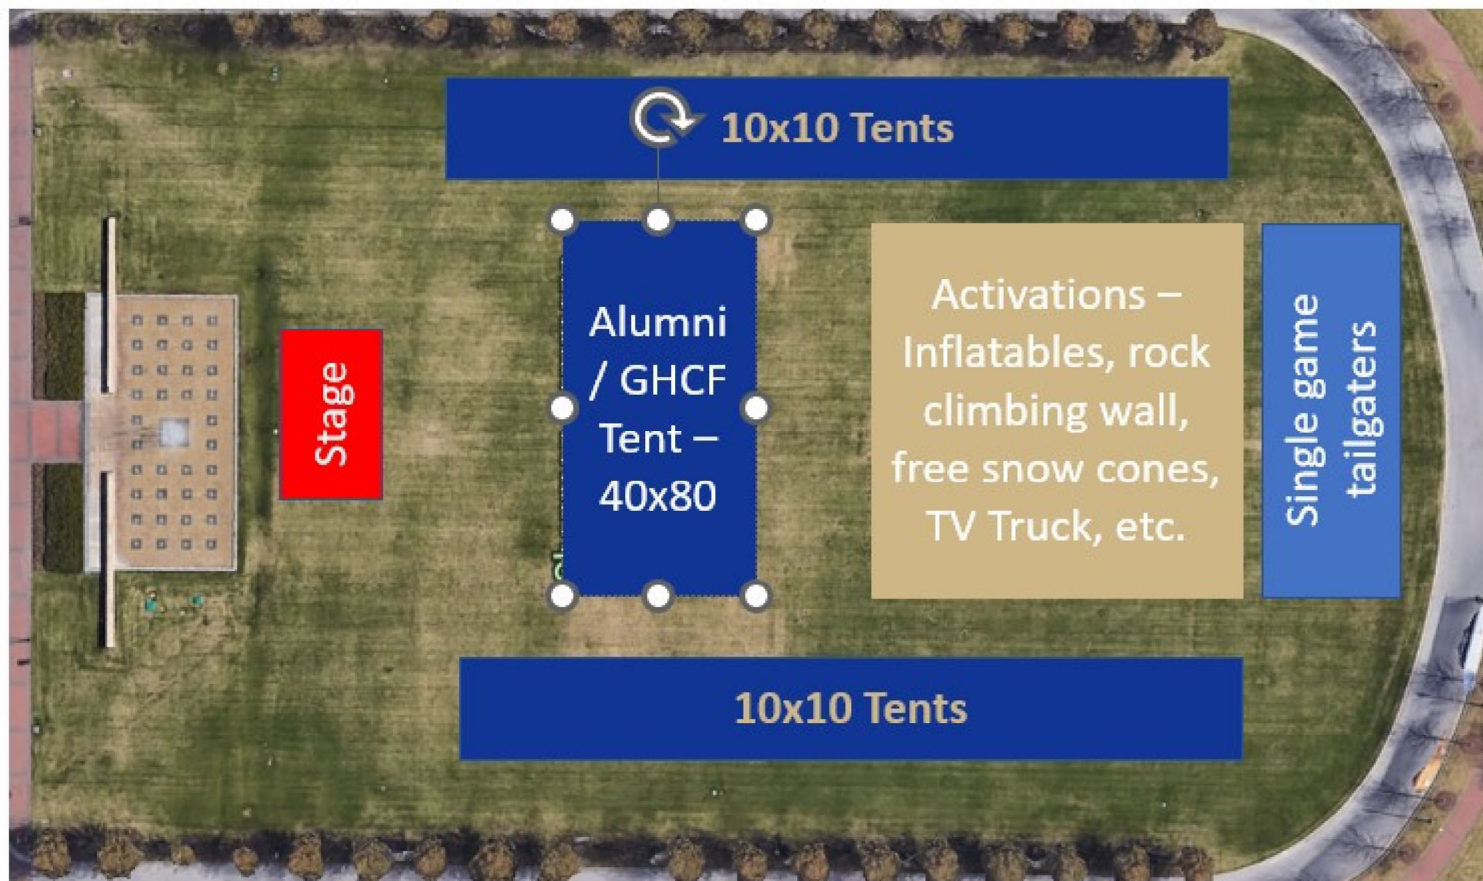 10x10 Tents
Alumni
/ GHCF
Tent –
40x80
Stage
Activations –
Inflatables, rock
climbing wall,
free snow cones,
TV Truck, etc.
Single game
tailgaters
10x10 Tents